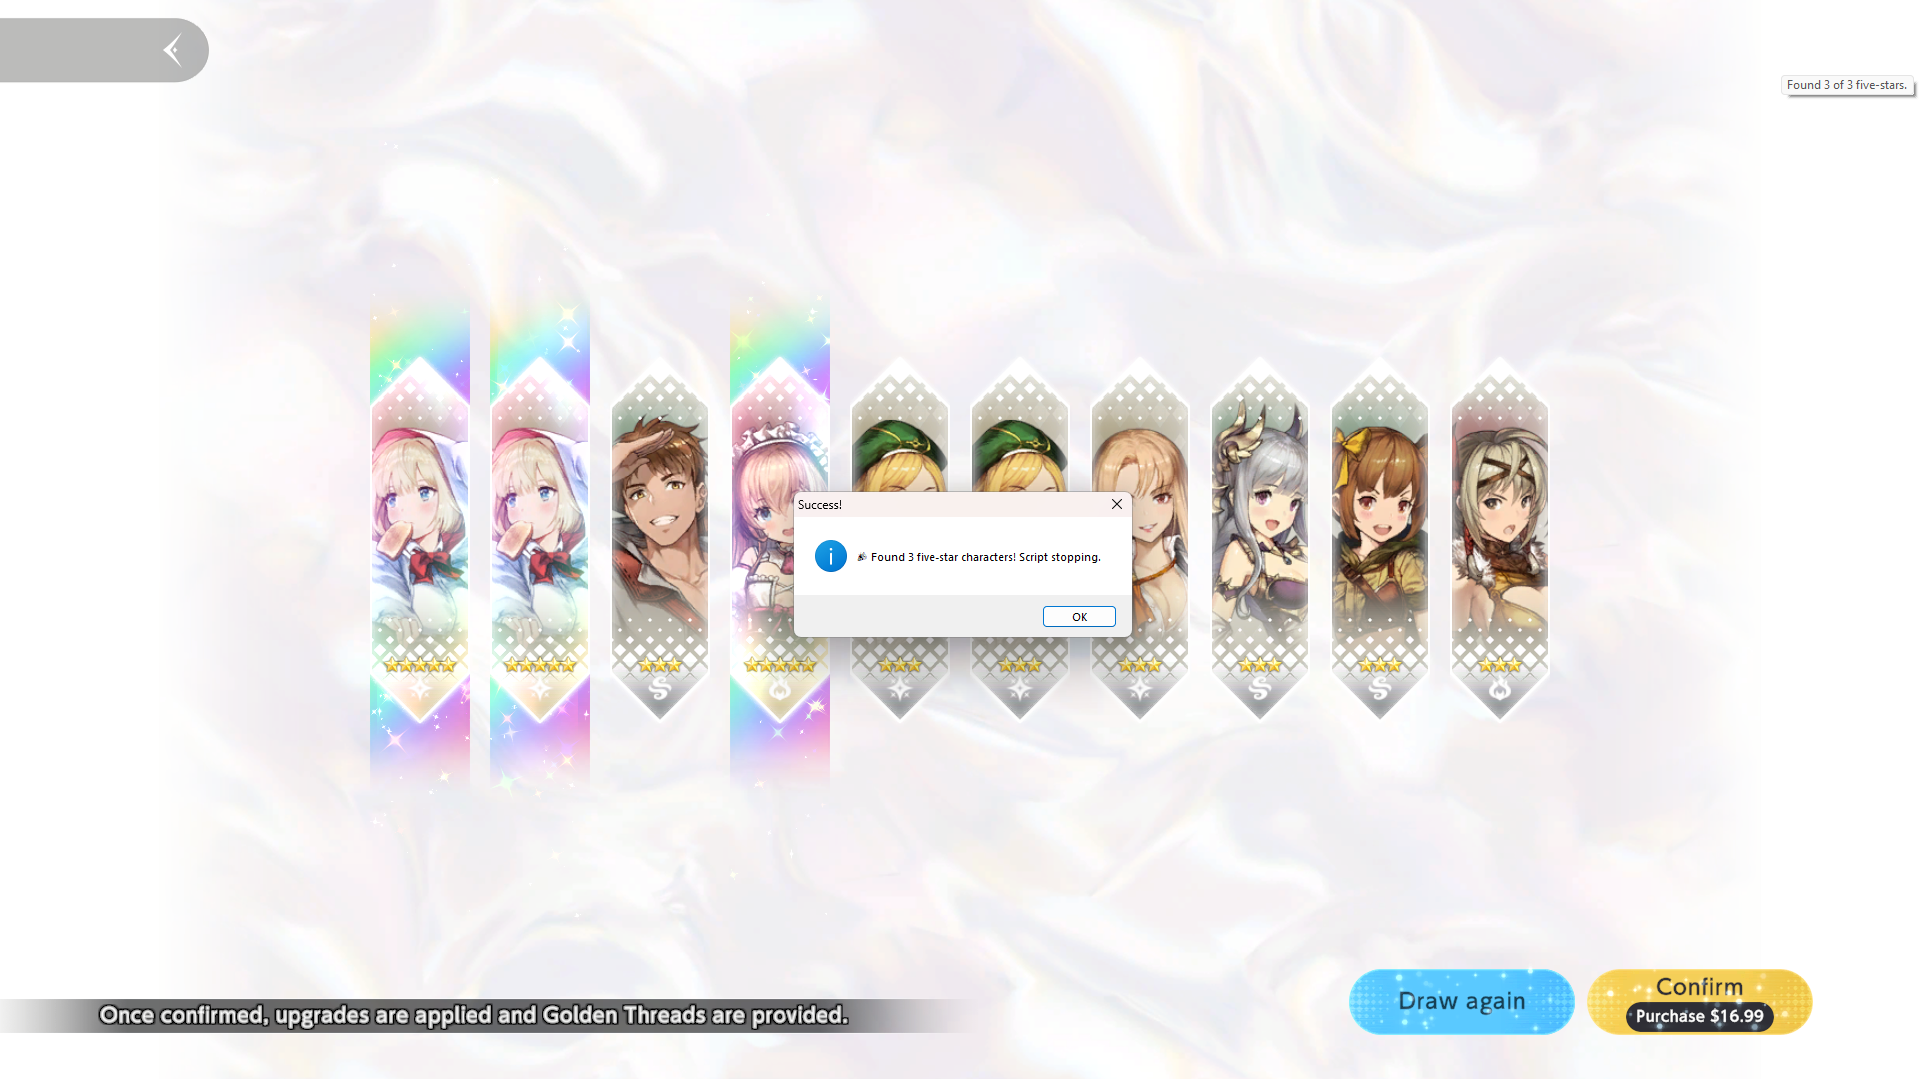 Found 3 of 3 five-stars.
Success!
Found 3 five-star characters! Script stopping.
OK
Once confirmed, upgrades are applied and Golden Threads are provided.
Draw again
Confirm
Purchase $16.99